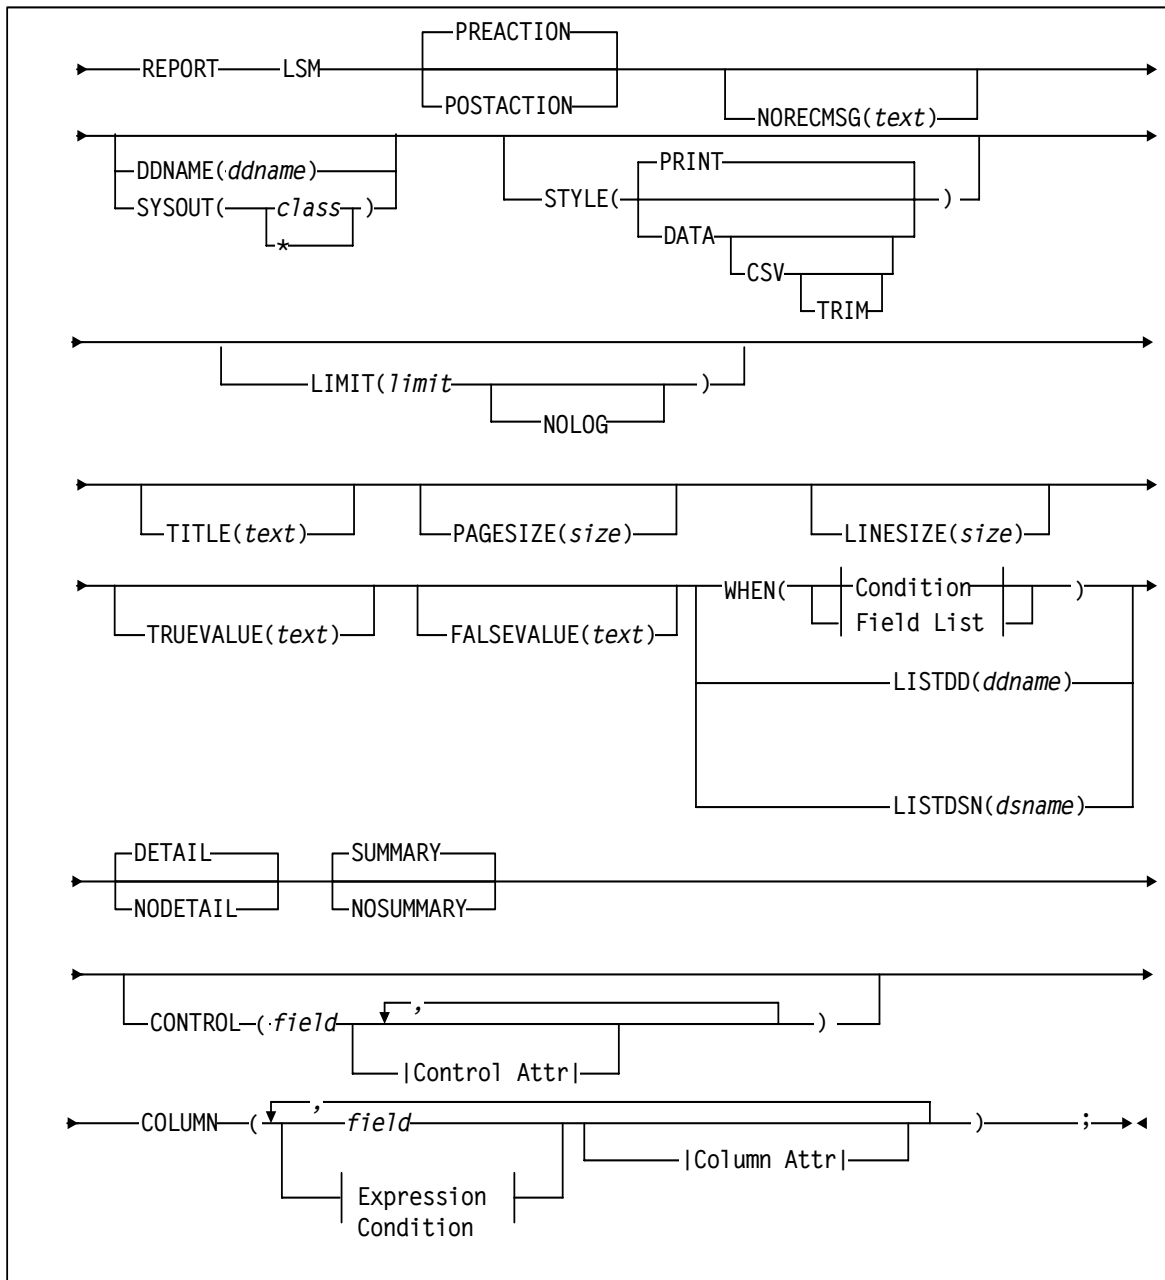 PREACTION
REPORT LSM
POSTACTION
NORECMSG(text)
DDNAME(ddname)
SYSOUT( class )
*
PRINT
STYLE( )
DATA
CSV
TRIM
LIMIT(limit )
NOLOG
TITLE(text) PAGESIZE(size) LINESIZE(size)
WHEN( Condition )
Field List
TRUEVALUE(text) FALSEVALUE(text)
LISTDD(ddname)
LISTDSN(dsname)
DETAIL SUMMARY
NODETAIL NOSUMMARY
,
CONTROL ( field )
|Control Attr|
,
COLUMN ( field ) ;
|Column Attr|
Expression
Condition